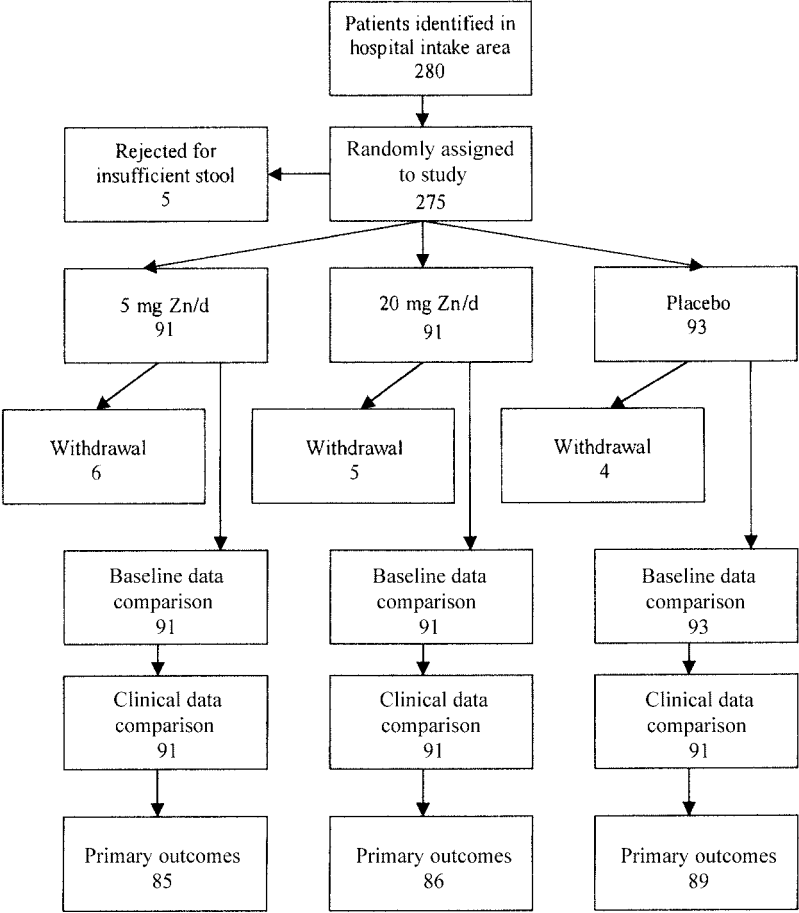 Patients identified in
hospital intake area
280
Rejected for
insufficient stool
5
Randomly assigned
to study
275
5 mg Zn/d
91
20 mg Zn/d
91
Placebo
93
Withdrawal
6
Withdrawal
5
Withdrawal
4
Baseline data
comparison
91
Baseline data
comparison
91
Baseline data
comparison
93
Clinical data
comparison
91
Clinical data
comparison
91
Clinical data
comparison
91
Primary outcomes
85
Primary outcomes
86
Primary outcomes
89